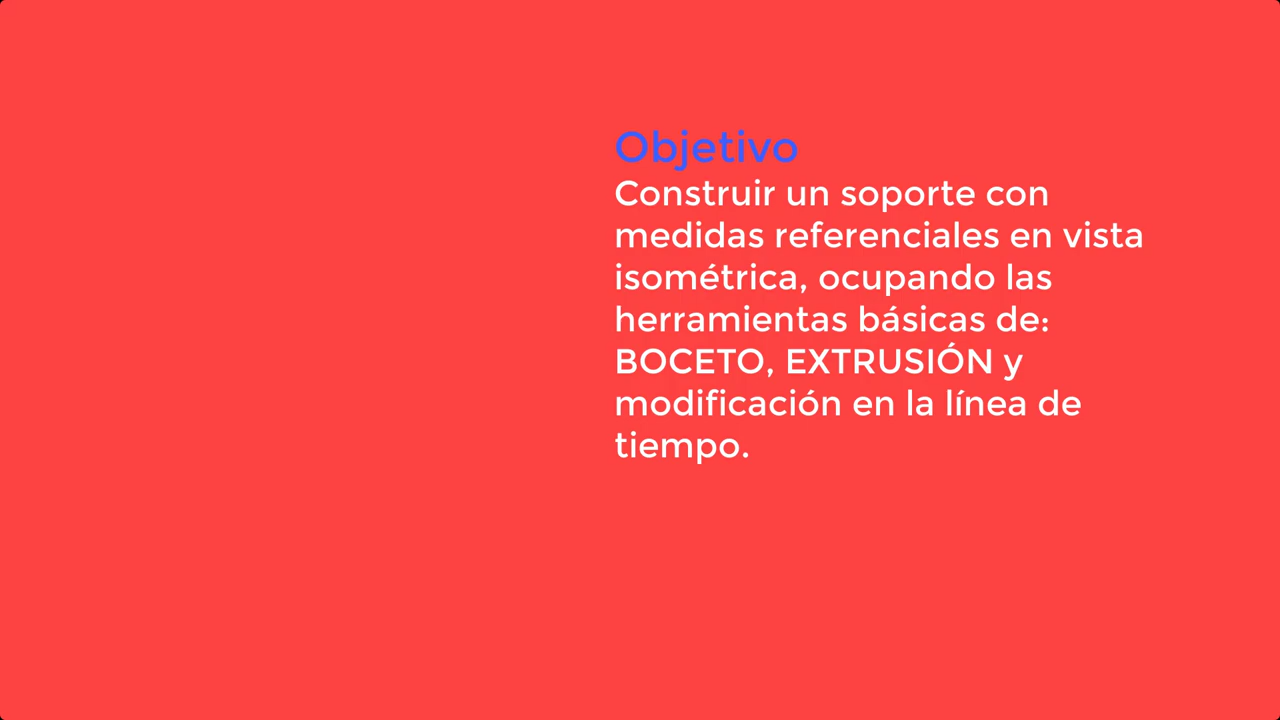 Objetivo
Construir un soporte con
medidas referenciales en vista
isométrica, ocupando las
herramientas básicas de:
BOCETO, EXTRUSIÓN y
modificación en la línea de
tiempo.